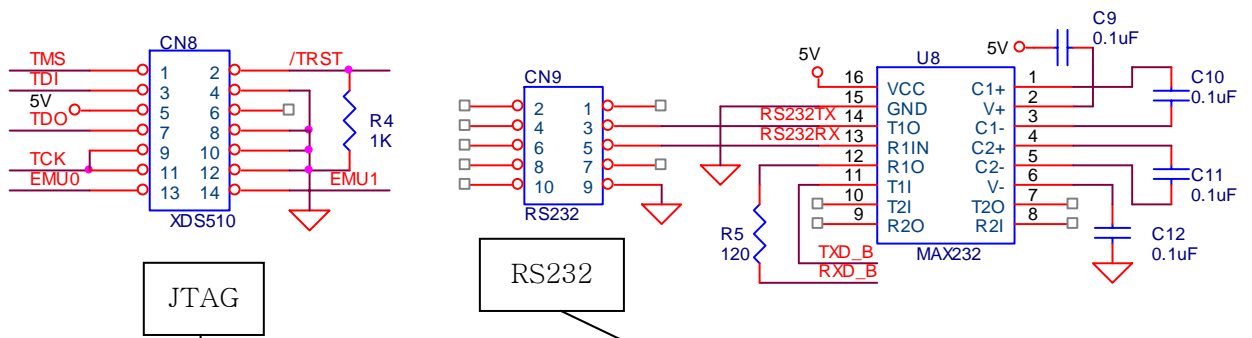 CN8
TMS
TDI
5V
TDO
TCK
EMU0
1 2
3 4
5 6
7 8
9 10
11 12
13 14
/TRST
R4
1K
EMU1
XDS510
JTAG
CN9
2 1
4 3
6 5
8 7
10 9
RS232
RS232
RS232TX
RS232RX
5V
U8
16 VCC C1+ 1
15 GND V+ 2
14 T1O C1- 3
13 R1IN C2+ 4
12 R1O C2- 5
11 T1I V- 6
10 T2I T2O 7
9 R2O R2I 8
MAX232
R5
120
TXD_B
RXD_B
5V
C9
0.1uF
C10
0.1uF
C11
0.1uF
C12
0.1uF